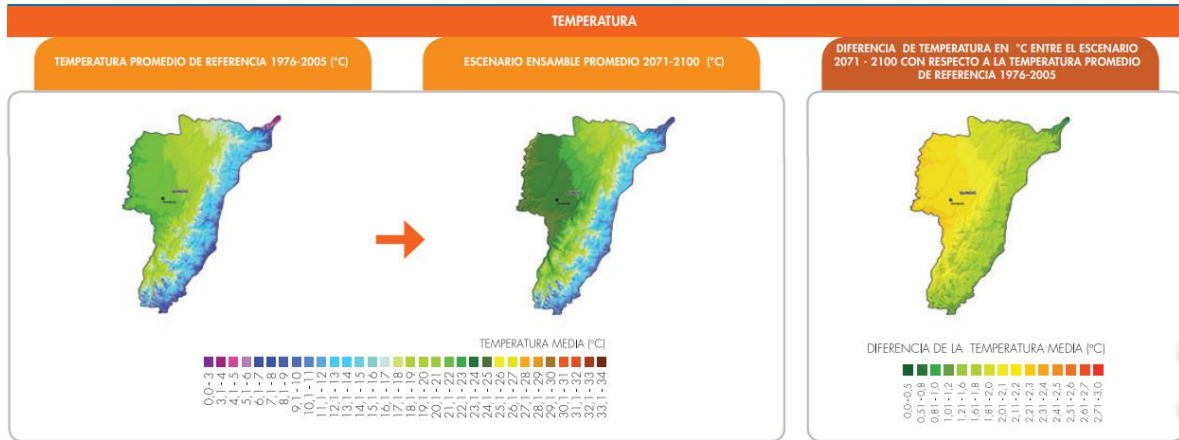 TEMPERATURA
TEMPERATURA PROMEDIO DE REFERENCIA 1976-2005 (°C)
ESCENARIO ENSAMBLE PROMEDIO 2071-2100 (°C)
DIFERENCIA DE TEMPERATURA EN °C ENTRE EL ESCENARIO
2071 - 2100 CON RESPECTO A LA TEMPERATURA PROMEDIO
DE REFERENCIA 1976-2005
QUINDIO
QUINDIO
QUINDIO
TEMPERATURA MEDIA (°C)
0,0 - 3
3,1 - 4
4,1 - 5
5,1 - 6
6,1 - 7
7,1 - 8
8,1 - 9
9,1 - 10
10,1 - 11
11,1 - 12
12,1 - 13
13,1 - 14
14,1 - 15
15,1 - 16
16,1 - 17
17,1 - 18
18,1 - 19
19,1 - 20
20,1 - 21
21,1 - 22
22,1 - 23
23,1 - 24
24,1 - 25
25,1 - 26
26,1 - 27
27,1 - 28
28,1 - 29
29,1 - 30
30,1 - 31
31,1 - 32
32,1 - 33
33,1 - 34
DIFERENCIA DE LA TEMPERATURA MEDIA (°C)
0,0 - 0,5
0,51 - 0,8
0,81 - 1,0
1,01 - 1,2
1,21 - 1,6
1,61 - 1,8
1,81 - 2,0
2,01 - 2,1
2,11 - 2,2
2,21 - 2,3
2,31 - 2,4
2,41 - 2,5
2,51 - 2,6
2,61 - 2,7
2,71 - 3,0